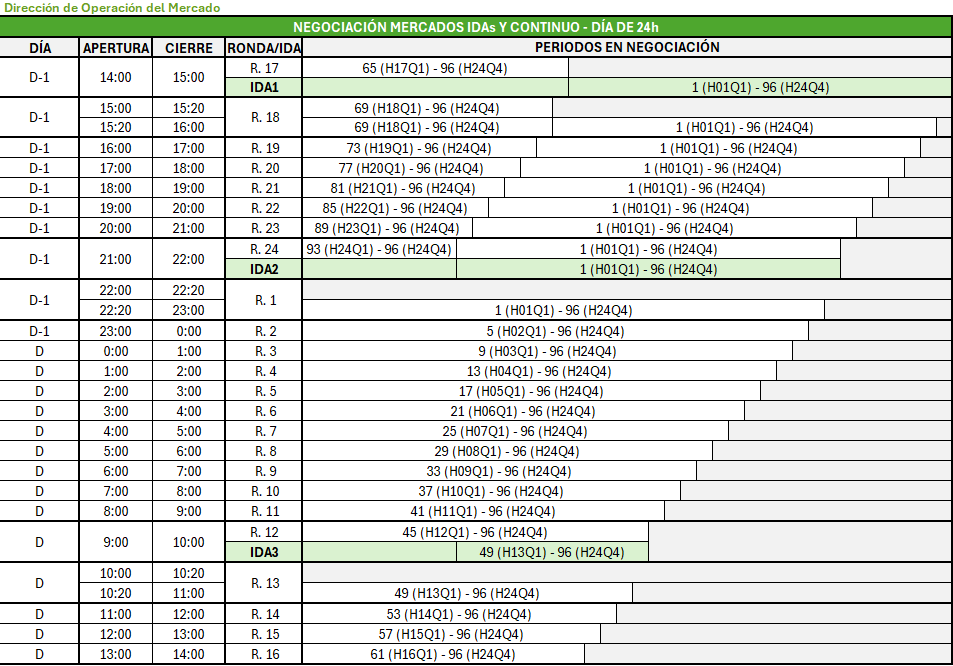 Dirección de Operación del Mercado
NEGOCIACIÓN MERCADOS IDAs Y CONTINUO - DÍA DE 24h
DÍA APERTURA CIERRE RONDA/IDA PERIODOS EN NEGOCIACIÓN
D-1 14:00 15:00 R. 17 65 (H17Q1) - 96 (H24Q4)
IDA1 1 (H01Q1) - 96 (H24Q4)
D-1 15:00 15:20 R. 18 69 (H18Q1) - 96 (H24Q4)
15:20 16:00 69 (H18Q1) - 96 (H24Q4) 1 (H01Q1) - 96 (H24Q4)
D-1 16:00 17:00 R. 19 73 (H19Q1) - 96 (H24Q4) 1 (H01Q1) - 96 (H24Q4)
D-1 17:00 18:00 R. 20 77 (H20Q1) - 96 (H24Q4) 1 (H01Q1) - 96 (H24Q4)
D-1 18:00 19:00 R. 21 81 (H21Q1) - 96 (H24Q4) 1 (H01Q1) - 96 (H24Q4)
D-1 19:00 20:00 R. 22 85 (H22Q1) - 96 (H24Q4) 1 (H01Q1) - 96 (H24Q4)
D-1 20:00 21:00 R. 23 89 (H23Q1) - 96 (H24Q4) 1 (H01Q1) - 96 (H24Q4)
D-1 21:00 22:00 R. 24 93 (H24Q1) - 96 (H24Q4) 1 (H01Q1) - 96 (H24Q4)
IDA2 1 (H01Q1) - 96 (H24Q4)
D-1 22:00 22:20 R. 1
22:20 23:00 1 (H01Q1) - 96 (H24Q4)
D-1 23:00 0:00 R. 2 5 (H02Q1) - 96 (H24Q4)
D 0:00 1:00 R. 3 9 (H03Q1) - 96 (H24Q4)
D 1:00 2:00 R. 4 13 (H04Q1) - 96 (H24Q4)
D 2:00 3:00 R. 5 17 (H05Q1) - 96 (H24Q4)
D 3:00 4:00 R. 6 21 (H06Q1) - 96 (H24Q4)
D 4:00 5:00 R. 7 25 (H07Q1) - 96 (H24Q4)
D 5:00 6:00 R. 8 29 (H08Q1) - 96 (H24Q4)
D 6:00 7:00 R. 9 33 (H09Q1) - 96 (H24Q4)
D 7:00 8:00 R. 10 37 (H10Q1) - 96 (H24Q4)
D 8:00 9:00 R. 11 41 (H11Q1) - 96 (H24Q4)
D 9:00 10:00 R. 12 45 (H12Q1) - 96 (H24Q4)
IDA3 49 (H13Q1) - 96 (H24Q4)
D 10:00 10:20 R. 13
10:20 11:00 49 (H13Q1) - 96 (H24Q4)
D 11:00 12:00 R. 14 53 (H14Q1) - 96 (H24Q4)
D 12:00 13:00 R. 15 57 (H15Q1) - 96 (H24Q4)
D 13:00 14:00 R. 16 61 (H16Q1) - 96 (H24Q4)